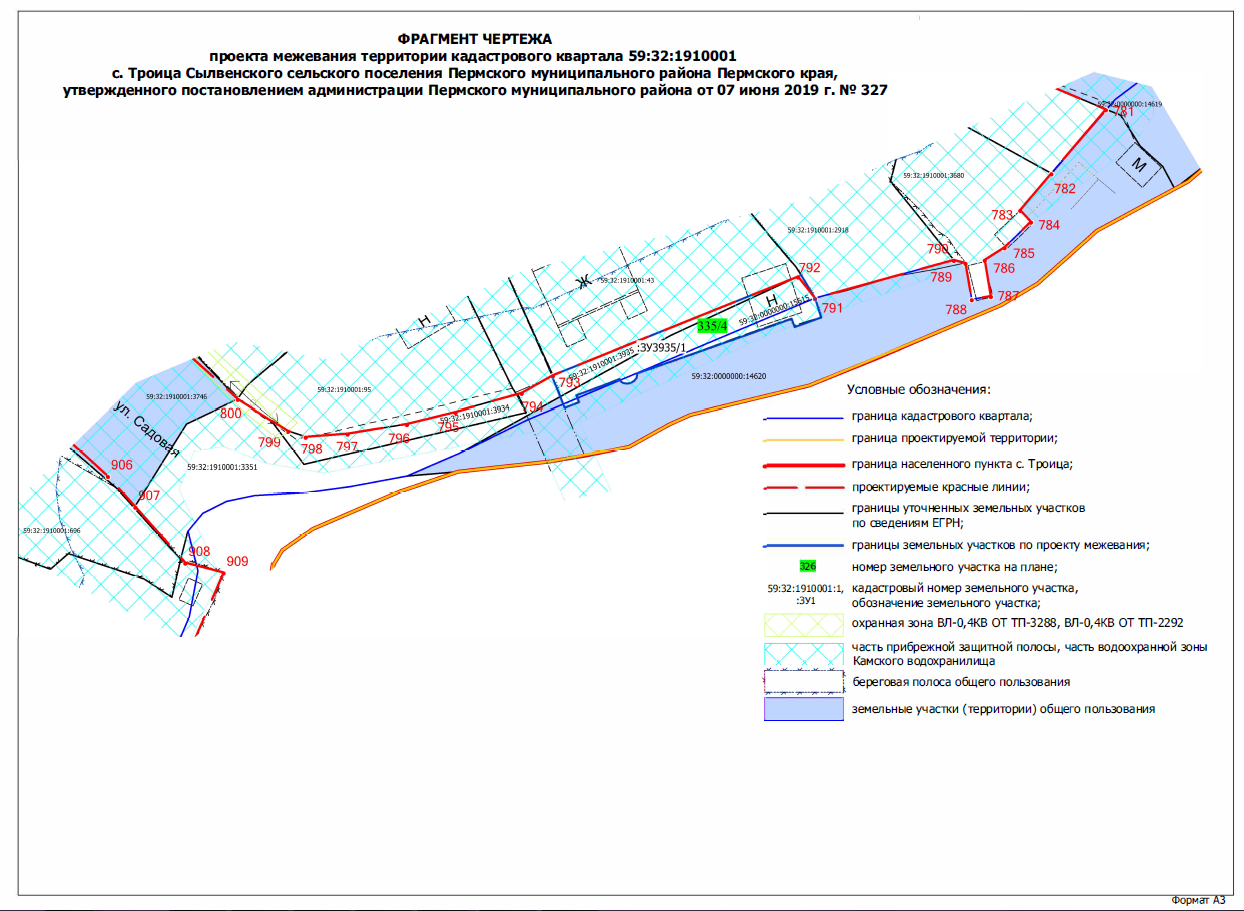 ФРАГМЕНТ ЧЕРТЕЖА
проекта межевания территории кадастрового квартала 59:32:1910001
с. Троица Сылвенского сельского поселения Пермского муниципального района Пермского края,
утвержденного постановлением администрации Пермского муниципального района от 07 июня 2019 г. № 327
59:32:0000000:14619
781
М
782
59:32:1910001:3680
783
784
59:32:1910001:2918
790
785
786
789
792
787
788
791
Ж
59:32:1910001:43
Н
59:32:0000000:15515
335/4
Н
:ЗУ3935/1
59:32:1910001:3935
59:32:0000000:14620
793
59:32:1910001:95
794
59:32:1910001:3934
795
796
797
798
799
800
59:32:1910001:3746
ул. Садовая
59:32:1910001:3351
906
907
59:32:1910001:696
908
909
Условные обозначения:
граница кадастрового квартала;
граница проектируемой территории;
граница населенного пункта с. Троица;
проектируемые красные линии;
границы уточненных земельных участков
по сведениям ЕГРН;
границы земельных участков по проекту межевания;
326 номер земельного участка на плане;
59:32:1910001:1, кадастровый номер земельного участка,
:ЗУ1 обозначение земельного участка;
охранная зона ВЛ-0,4КВ ОТ ТП-3288, ВЛ-0,4КВ ОТ ТП-2292
часть прибрежной защитной полосы, часть водоохранной зоны
Камского водохранилища
береговая полоса общего пользования
земельные участки (территории) общего пользования
Формат А3